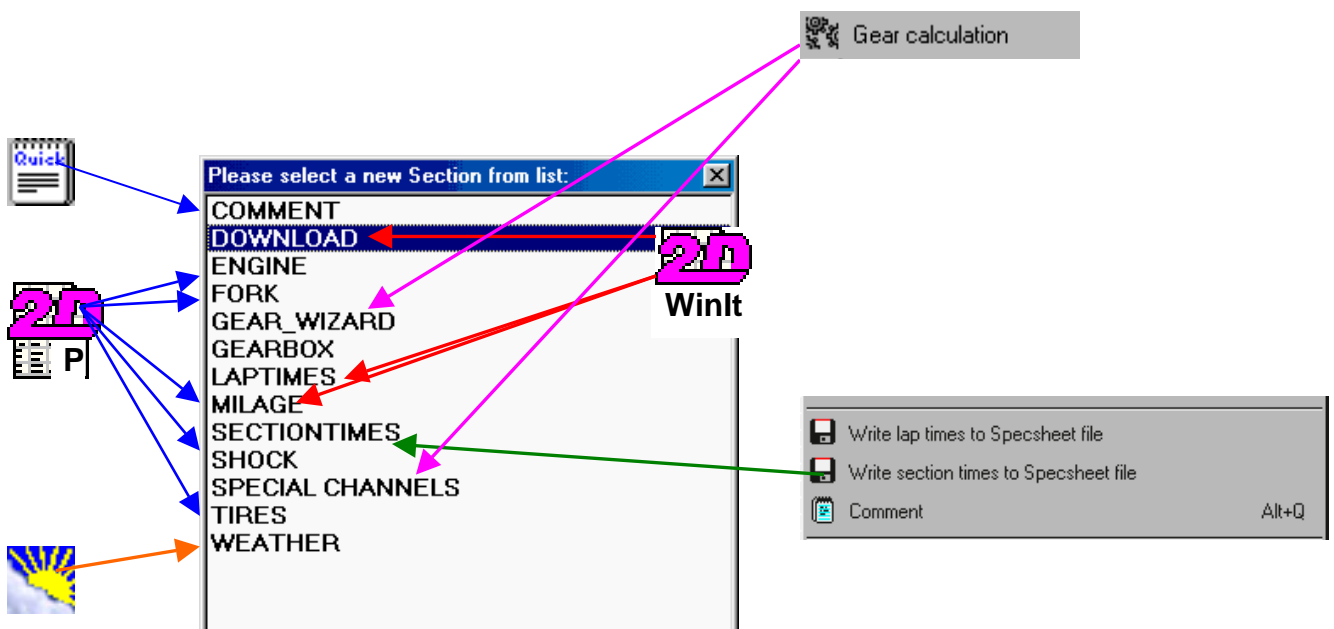 Gear calculation
Quick
Please select a new Section from list:
COMMENT
DOWNLOAD
ENGINE
FORK
GEAR_WIZARD
GEARBOX
LAPTIMES
MILAGE
SECTIONTIMES
SHOCK
SPECIAL CHANNELS
TIRES
WEATHER
2D
WinIt
2D
P
Write lap times to Specsheet file
Write section times to Specsheet file
Comment Alt+Q